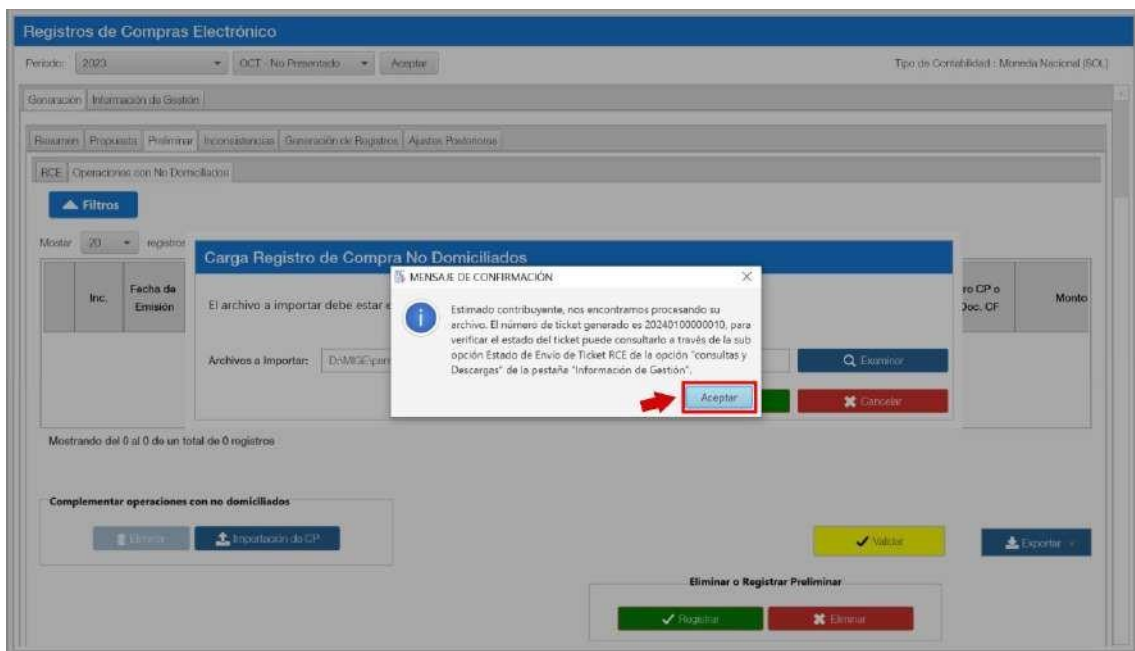 Registros de Compras Electrónico
Periodo: 2023 OCT - No Presentado Aceptar Tipo de Contabilidad : Moneda Nacional (SOL)
Generación Información de Gestión
Resumen Propuesta Preliminar Inconsistencias Generación de Registros Ajustes Posteriores
RCE Operaciones con No Domiciliados
Filtros
Mostar 20 registros
Carga Registro de Compra No Domiciliados
MENSAJE DE CONFIRMACIÓN
Inc.
Fecha de
Emisión
ro CP o
Doc. CF
Monto
El archivo a importar debe estar e
Estimado contribuyente, nos encontramos procesando su
archivo. El número de ticket generado es 20240100000010, para
verificar el estado del ticket puede consultarlo a través de la sub
opción Estado de Envio de Ticket RCE de la opción "consultas y
Descargas" de la pestaña "Información de Gestión".
Archivos a Importar: Examinar
Aceptar
Cancelar
Mostrando del 0 al 0 de un total de 0 registros
Complementar operaciones con no domiciliados
Eliminar Importación de CP
Validar
Exportar
Eliminar o Registrar Preliminar
Registrar Eliminar